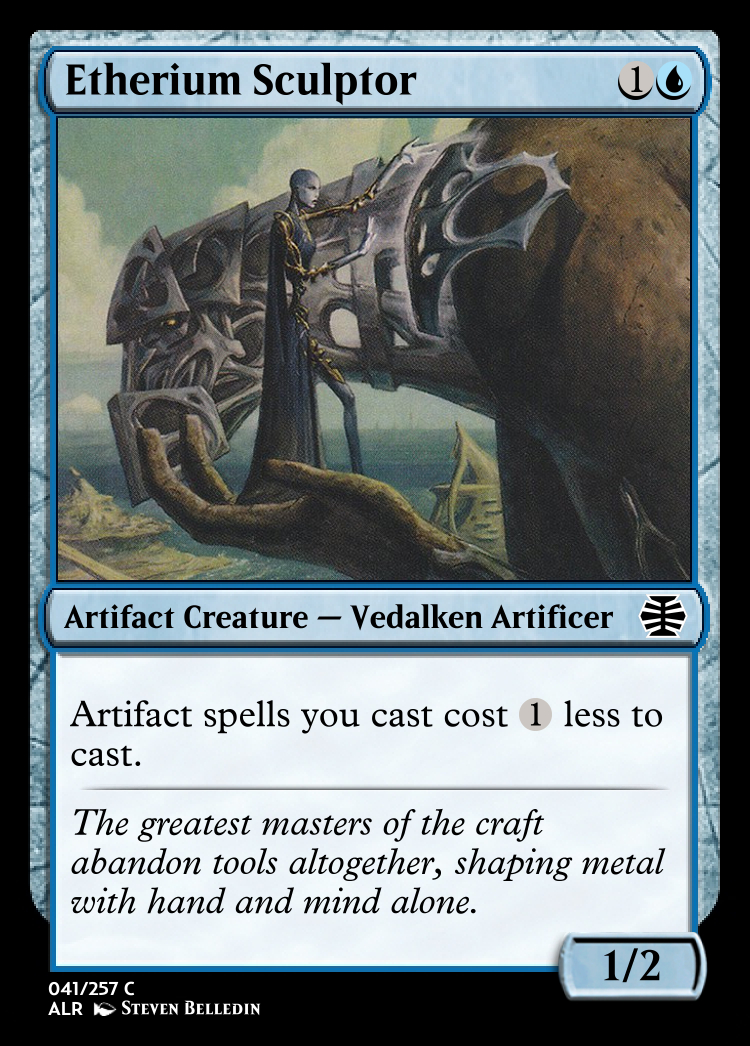 Etherium Sculptor 1
Artifact Creature — Vedalken Artificer
Artifact spells you cast cost 1 less to
cast.
The greatest masters of the craft
abandon tools altogether, shaping metal
with hand and mind alone.
1/2
041/257 C
ALR Steven Belledin